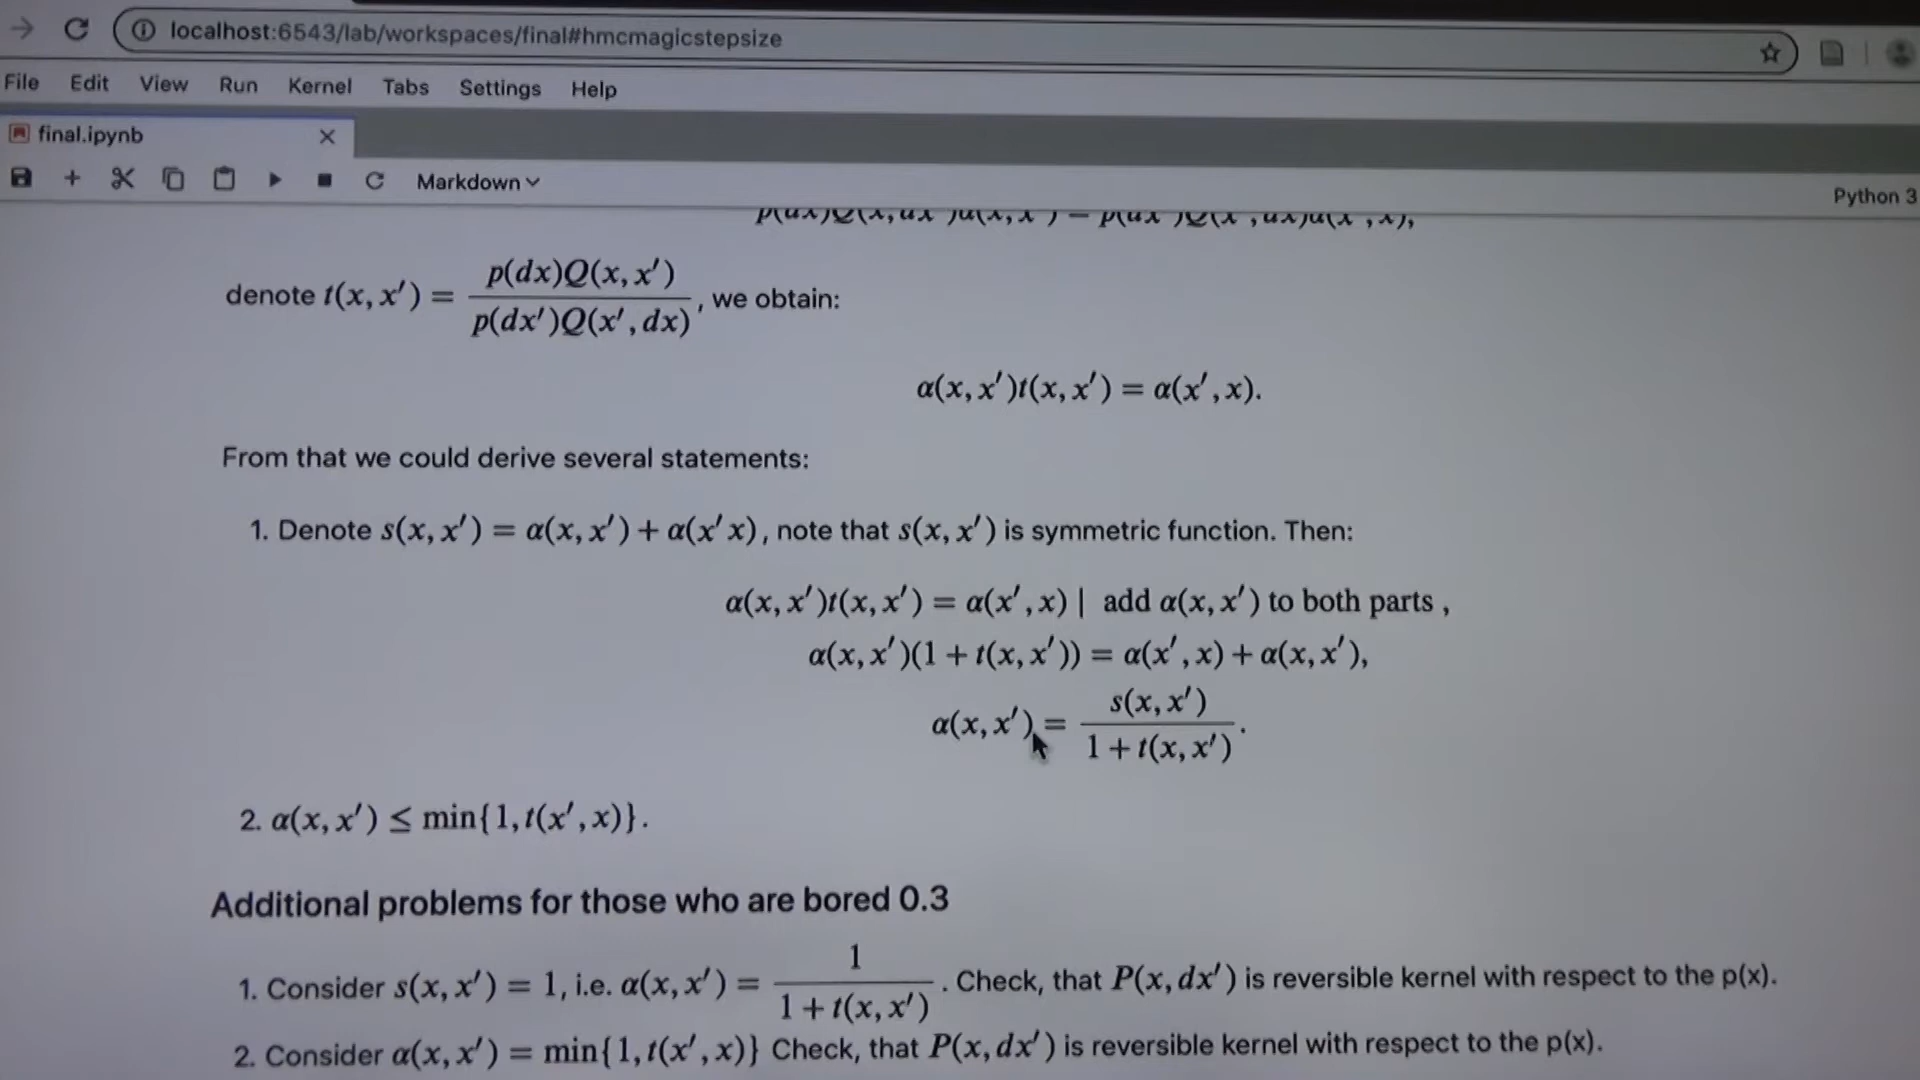 localhost:6543/lab/workspaces/final#hmcmagicstepsize
File Edit View Run Kernel Tabs Settings Help
final.ipynb
Markdown
Python 3
denote t(x, x′) = p(dx)Q(x, x′) / p(dx′)Q(x′, dx) , we obtain:
α(x, x′)t(x, x′) = α(x′, x).
From that we could derive several statements:
1. Denote s(x, x′) = α(x, x′) + α(x′x), note that s(x, x′) is symmetric function. Then:
α(x, x′)t(x, x′) = α(x′, x) | add α(x, x′) to both parts ,
α(x, x′)(1 + t(x, x′)) = α(x′, x) + α(x, x′),
α(x, x′) = s(x, x′) / 1 + t(x, x′) .
2. α(x, x′) ≤ min{1, t(x′, x)}.
Additional problems for those who are bored 0.3
1. Consider s(x, x′) = 1, i.e. α(x, x′) = 1 / 1 + t(x, x′) . Check, that P(x, dx′) is reversible kernel with respect to the p(x).
2. Consider α(x, x′) = min{1, t(x′, x)} Check, that P(x, dx′) is reversible kernel with respect to the p(x).